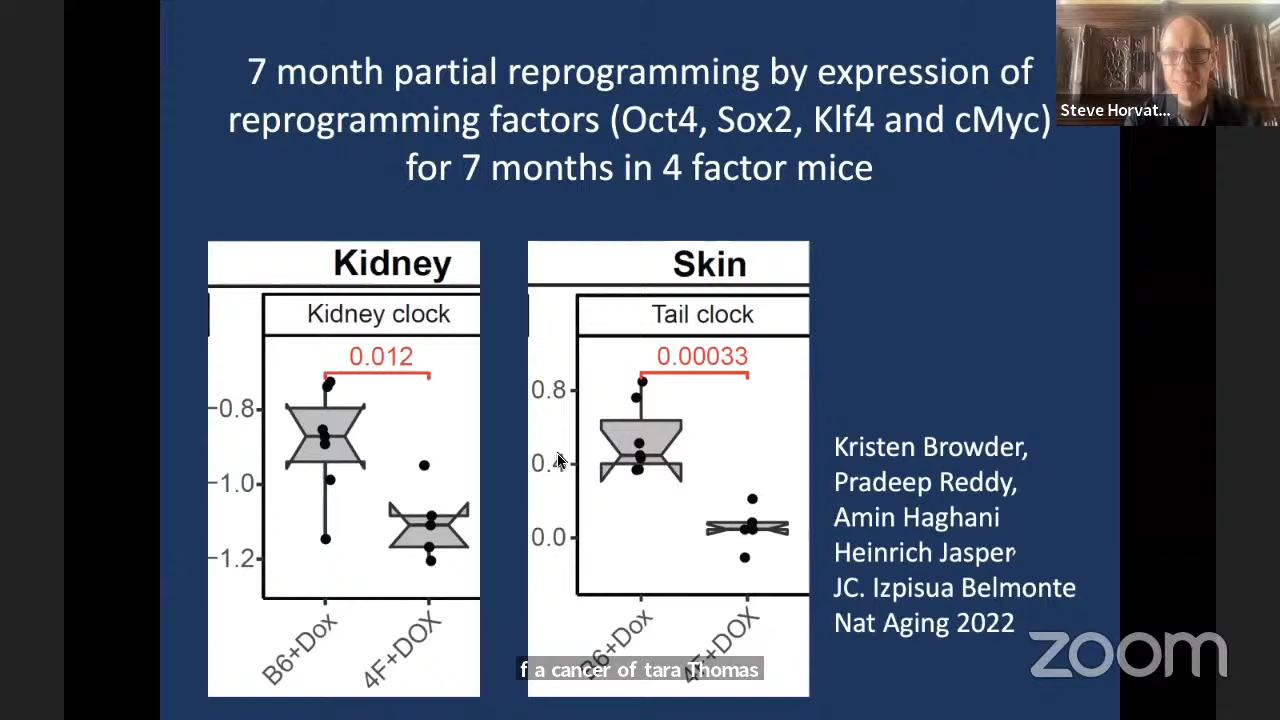 7 month partial reprogramming by expression of
reprogramming factors (Oct4, Sox2, Klf4 and cMyc)
for 7 months in 4 factor mice
Steve Horvat...
Kidney
Kidney clock
0.012
−0.8
−1.0
−1.2
B6+Dox
4F+DOX
Skin
Tail clock
0.00033
0.8
0.4
0.0
B6+Dox
4F+DOX
Kristen Browder,
Pradeep Reddy,
Amin Haghani
Heinrich Jasper
JC. Izpisua Belmonte
Nat Aging 2022
f a cancer of tara Thomas
zoom